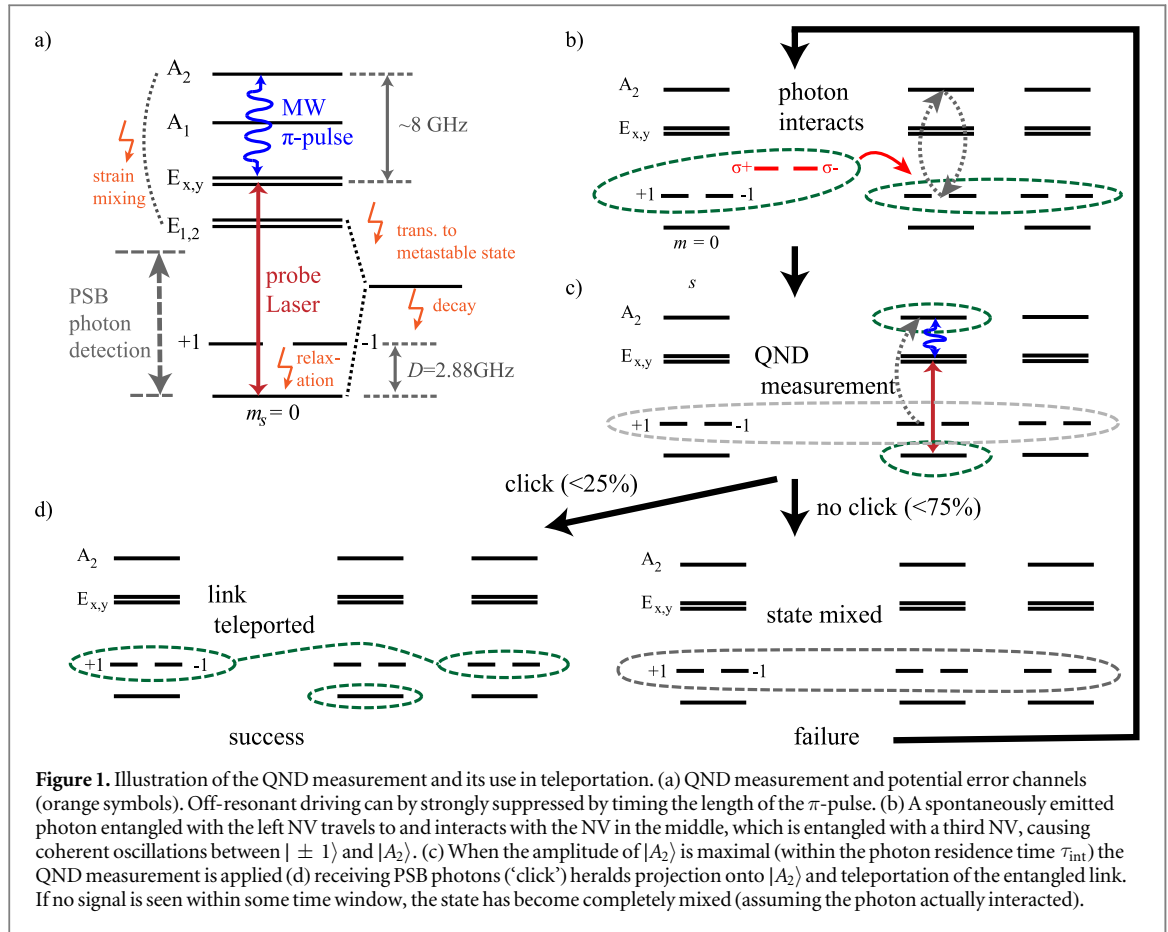 a)
A2
A1
Ex,y
E1,2
MW
π-pulse
~8 GHz
strain
mixing
trans. to
metastable state
probe
Laser
PSB
photon
detection
decay
+1
-1
relax-
ation
D=2.88GHz
ms = 0
b)
photon
interacts
A2
Ex,y
σ+
σ-
+1
-1
m = 0
s
c)
A2
Ex,y
QND
measurement
+1
-1
click (<25%)
no click (<75%)
d)
A2
Ex,y
link
teleported
+1
-1
success
A2
Ex,y
state mixed
+1
-1
failure
Figure 1. Illustration of the QND measurement and its use in teleportation. (a) QND measurement and potential error channels
(orange symbols). Off-resonant driving can by strongly suppressed by timing the length of the π-pulse. (b) A spontaneously emitted
photon entangled with the left NV travels to and interacts with the NV in the middle, which is entangled with a third NV, causing
coherent oscillations between | ± 1⟩ and |A2⟩. (c) When the amplitude of |A2⟩ is maximal (within the photon residence time τint) the
QND measurement is applied (d) receiving PSB photons (‘click’) heralds projection onto |A2⟩ and teleportation of the entangled link.
If no signal is seen within some time window, the state has become completely mixed (assuming the photon actually interacted).